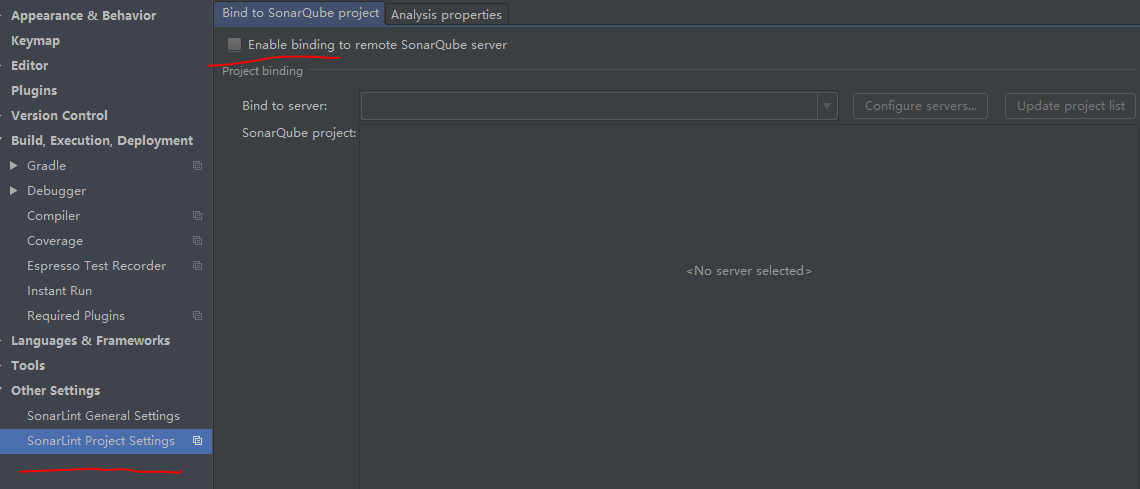 Appearance & Behavior
Keymap
Editor
Plugins
Version Control
Build, Execution, Deployment
Gradle
Debugger
Compiler
Coverage
Espresso Test Recorder
Instant Run
Required Plugins
Languages & Frameworks
Tools
Other Settings
SonarLint General Settings
SonarLint Project Settings
Bind to SonarQube project
Analysis properties
Enable binding to remote SonarQube server
Project binding
Bind to server:
Configure servers...
Update project list
SonarQube project:
<No server selected>